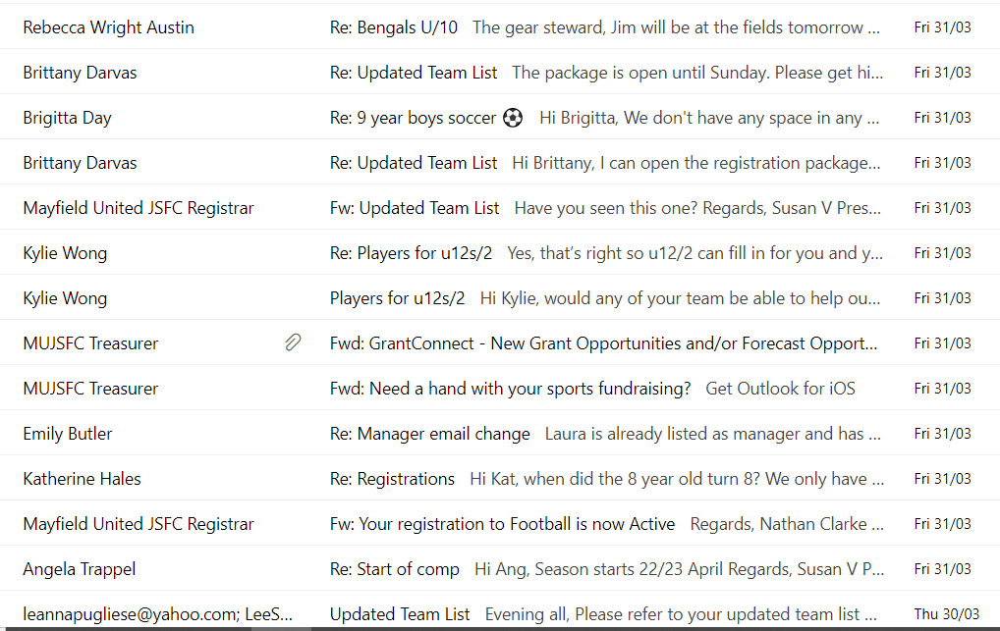 Rebecca Wright Austin Re: Bengals U/10 The gear steward, Jim will be at the fields tomorrow ... Fri 31/03
Brittany Darvas Re: Updated Team List The package is open until Sunday. Please get hi... Fri 31/03
Brigitta Day Re: 9 year boys soccer ⚽ Hi Brigitta, We don't have any space in any ... Fri 31/03
Brittany Darvas Re: Updated Team List Hi Brittany, I can open the registration package... Fri 31/03
Mayfield United JSFC Registrar Fw: Updated Team List Have you seen this one? Regards, Susan V Pres... Fri 31/03
Kylie Wong Re: Players for u12s/2 Yes, that’s right so u12/2 can fill in for you and y... Fri 31/03
Kylie Wong Players for u12s/2 Hi Kylie, would any of your team be able to help ou... Fri 31/03
MUJSFC Treasurer Fwd: GrantConnect - New Grant Opportunities and/or Forecast Opport... Fri 31/03
MUJSFC Treasurer Fwd: Need a hand with your sports fundraising? Get Outlook for iOS Fri 31/03
Emily Butler Re: Manager email change Laura is already listed as manager and has ... Fri 31/03
Katherine Hales Re: Registrations Hi Kat, when did the 8 year old turn 8? We only have ... Fri 31/03
Mayfield United JSFC Registrar Fw: Your registration to Football is now Active Regards, Nathan Clarke ... Fri 31/03
Angela Trappel Re: Start of comp Hi Ang, Season starts 22/23 April Regards, Susan V P... Fri 31/03
leannapugliese@yahoo.com; LeeS... Updated Team List Evening all, Please refer to your updated team list ... Thu 30/03